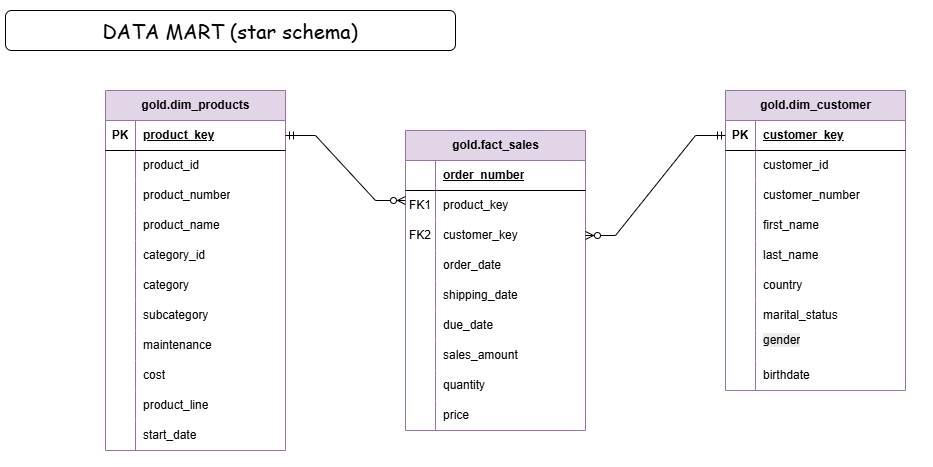 DATA MART (star schema)
gold.dim_products
PK product_key
product_id
product_number
product_name
category_id
category
subcategory
maintenance
cost
product_line
start_date
gold.fact_sales
order_number
FK1 product_key
FK2 customer_key
order_date
shipping_date
due_date
sales_amount
quantity
price
gold.dim_customer
PK customer_key
customer_id
customer_number
first_name
last_name
country
marital_status
gender
birthdate